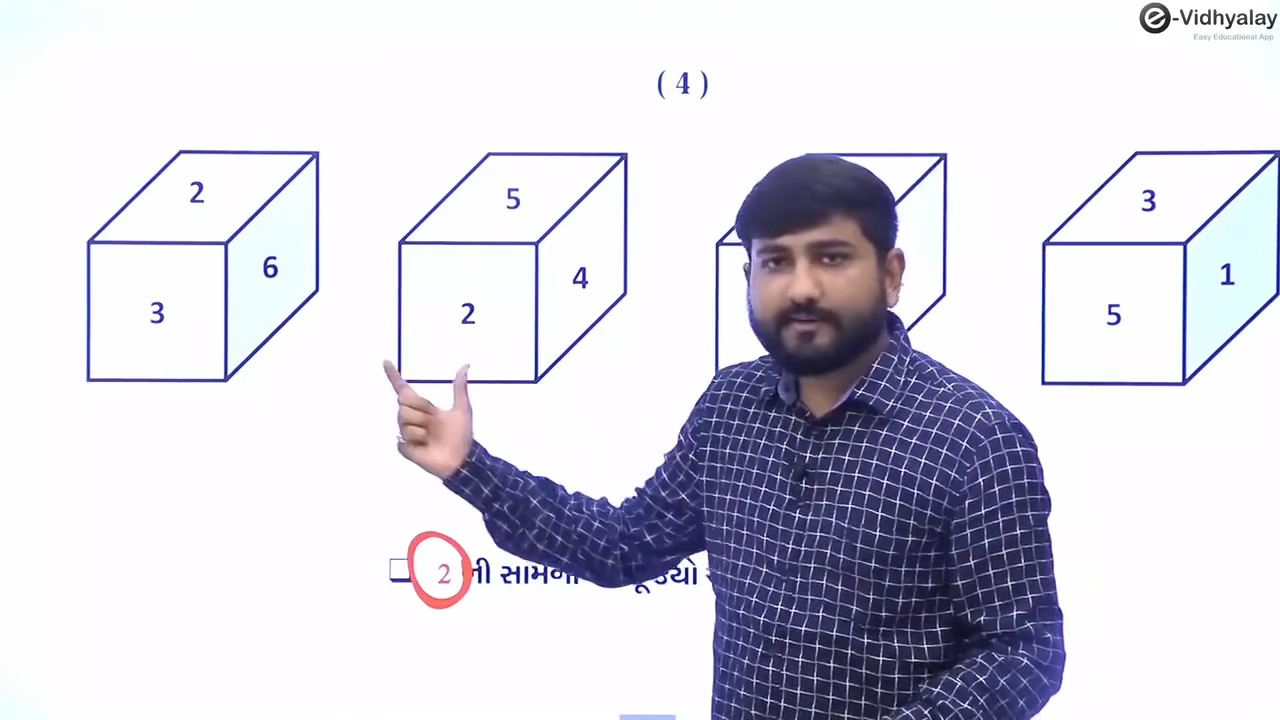 e-Vidhyalay
Easy Educational App
( 4 )
2
6
3
5
4
2
3
1
5
2 ની